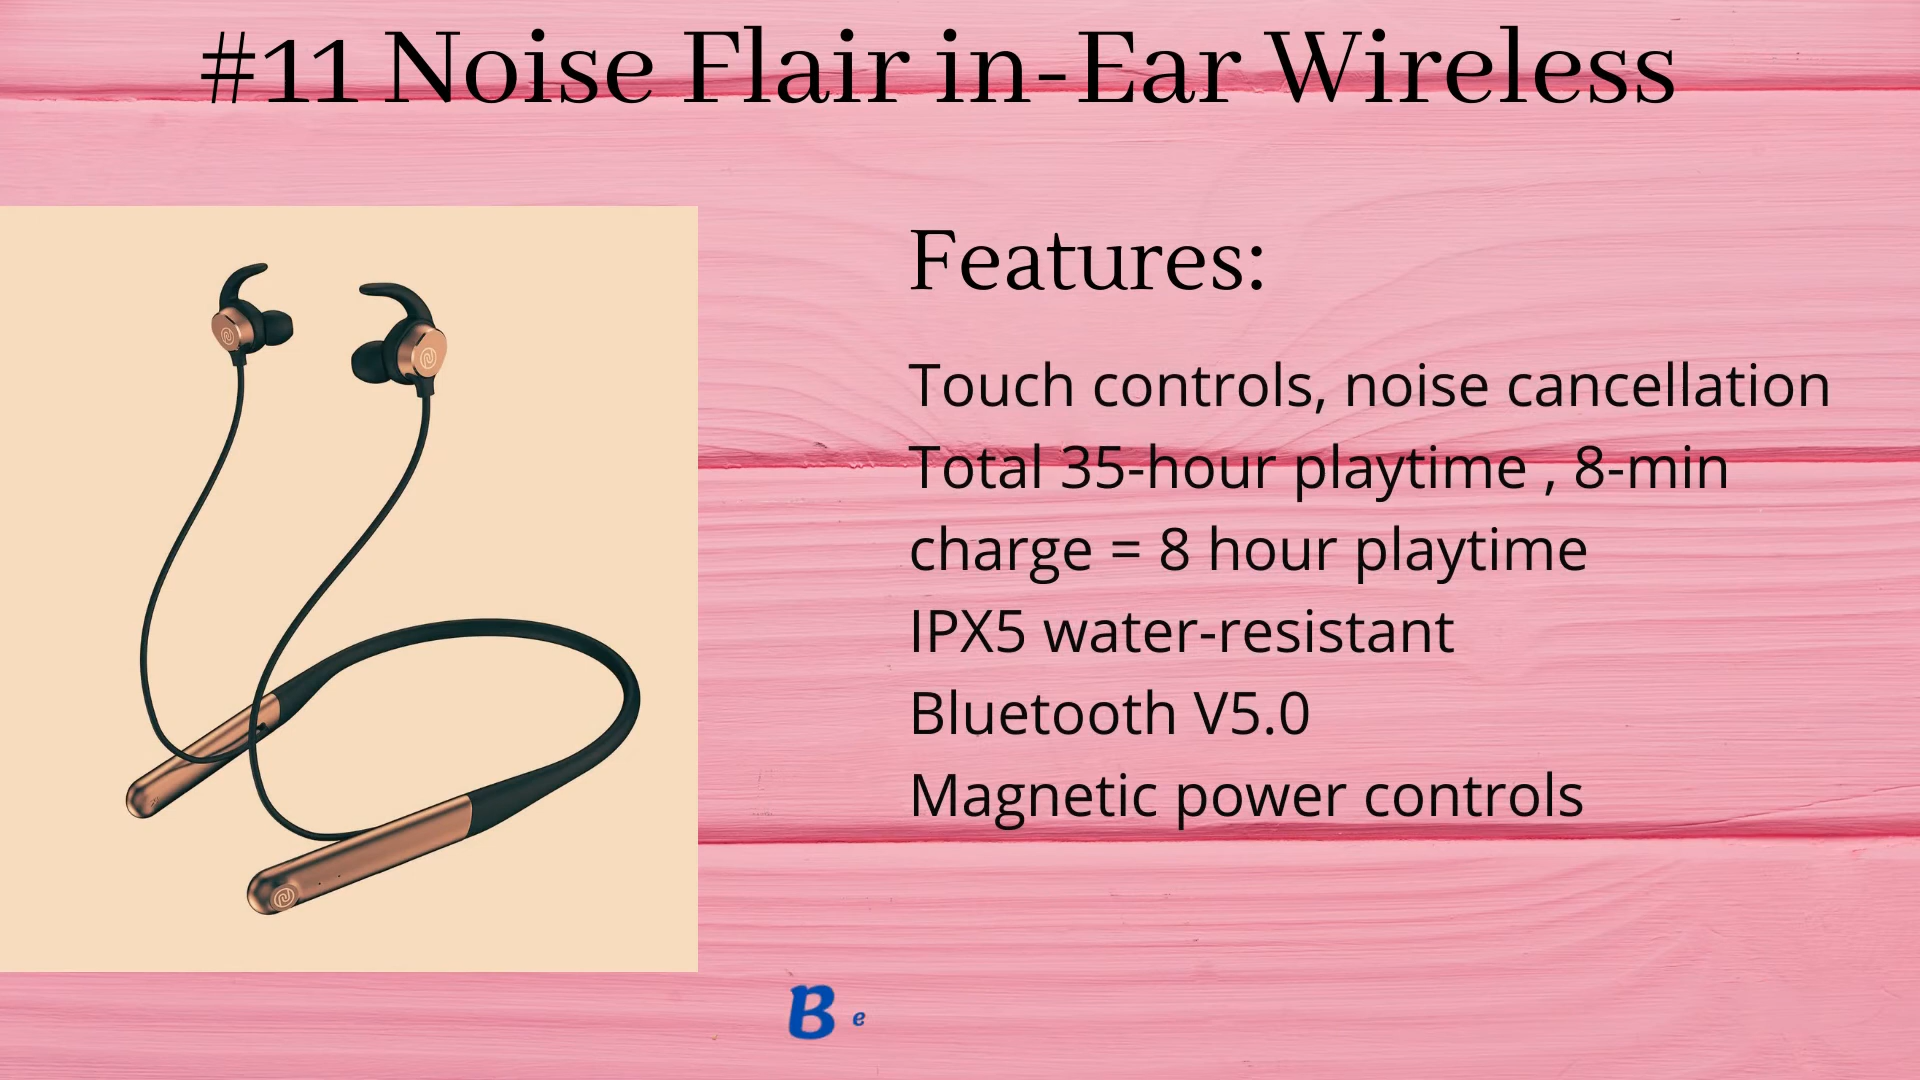 #11 Noise Flair in-Ear Wireless
Features:
Touch controls, noise cancellation
Total 35-hour playtime , 8-min
charge = 8 hour playtime
IPX5 water-resistant
Bluetooth V5.0
Magnetic power controls
B e